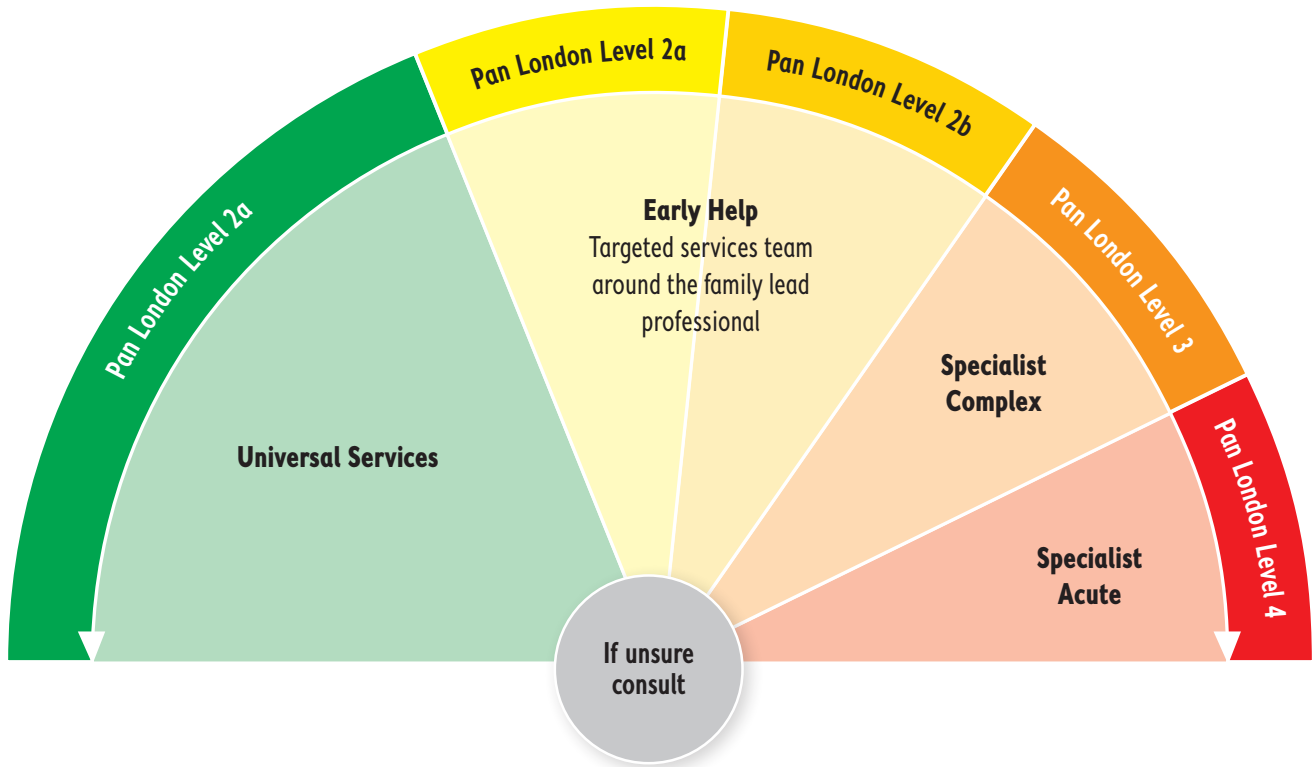 Pan London Level 2a
Pan London Level 2a
Pan London Level 2b
Pan London Level 3
Pan London Level 4
Universal Services
Early Help
Targeted services team
around the family lead
professional
Specialist
Complex
Specialist
Acute
If unsure
consult